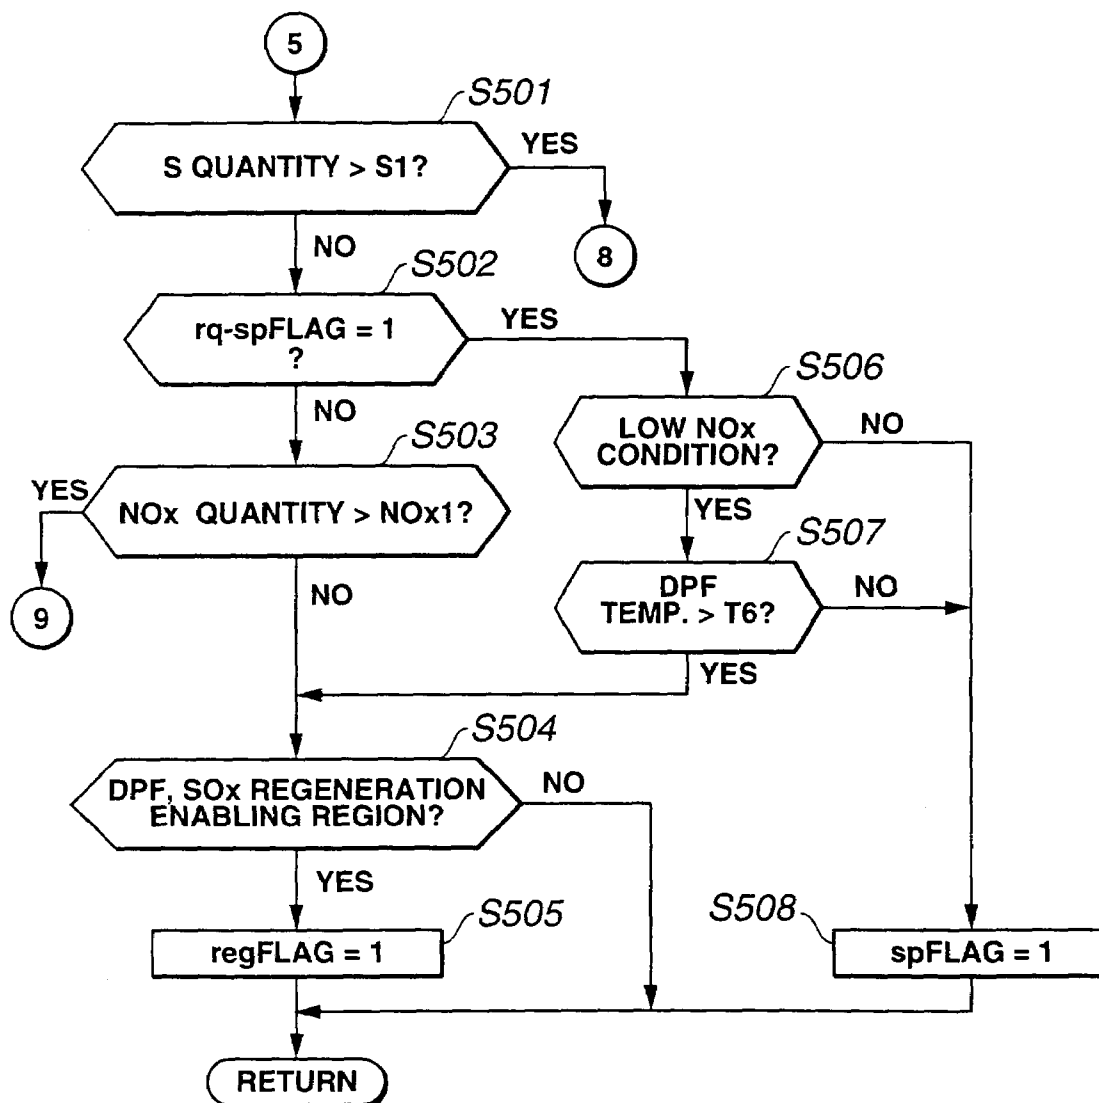 5
S501
S QUANTITY > S1?
YES
8
NO
S502
rq-spFLAG = 1
?
YES
NO
S506
LOW NOx
CONDITION?
NO
YES
S503
NOx QUANTITY > NOx1?
YES
9
NO
S507
DPF
TEMP. > T6?
NO
YES
S504
DPF, SOx REGENERATION
ENABLING REGION?
NO
YES
S505
regFLAG = 1
S508
spFLAG = 1
RETURN